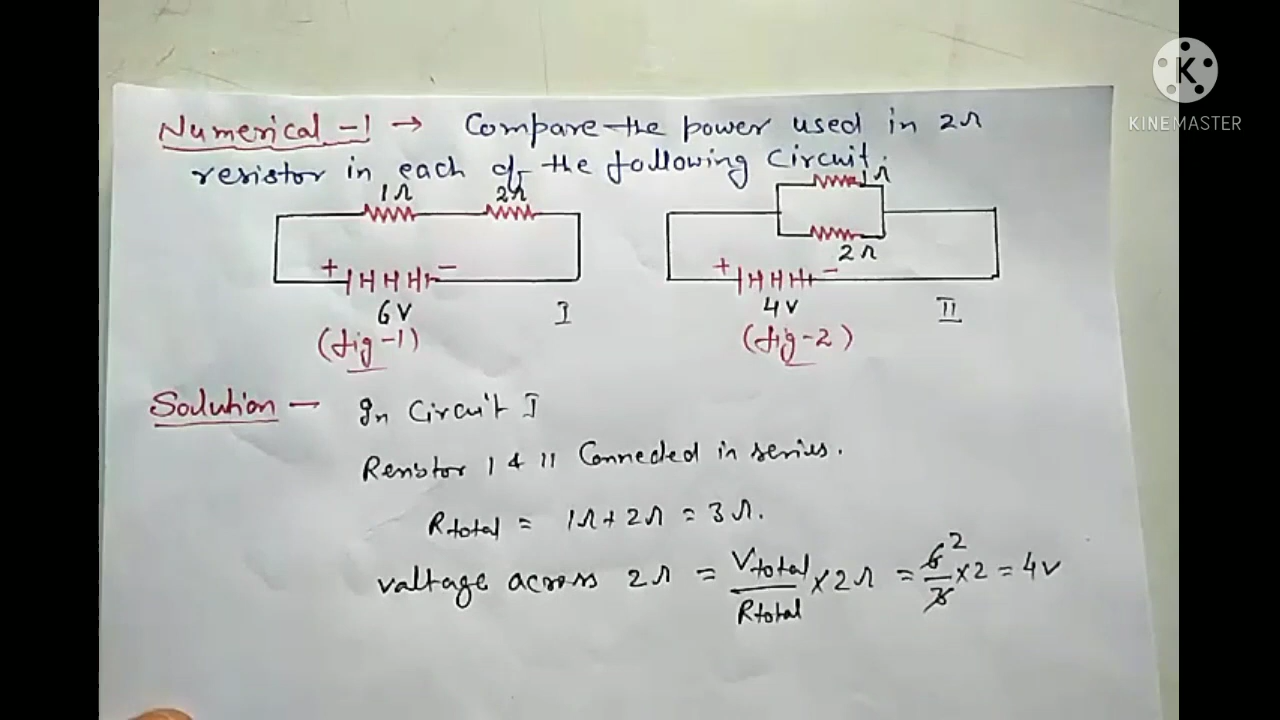 K
KINEMASTER
Numerical-1 → Compare the power used in 2Ω
resistor in each of the following Circuit.
1Ω 2Ω
1Ω
2Ω
+ - 
6V I
(fig-1)
+ -
4V II
(fig-2)
Solution - In Circuit I
Resistor 1 & 11 Connected in series.
Rtotal = 1Ω + 2Ω = 3Ω.
valtage across 2Ω = Vtotal/Rtotal × 2Ω = 6²/3 × 2 = 4V